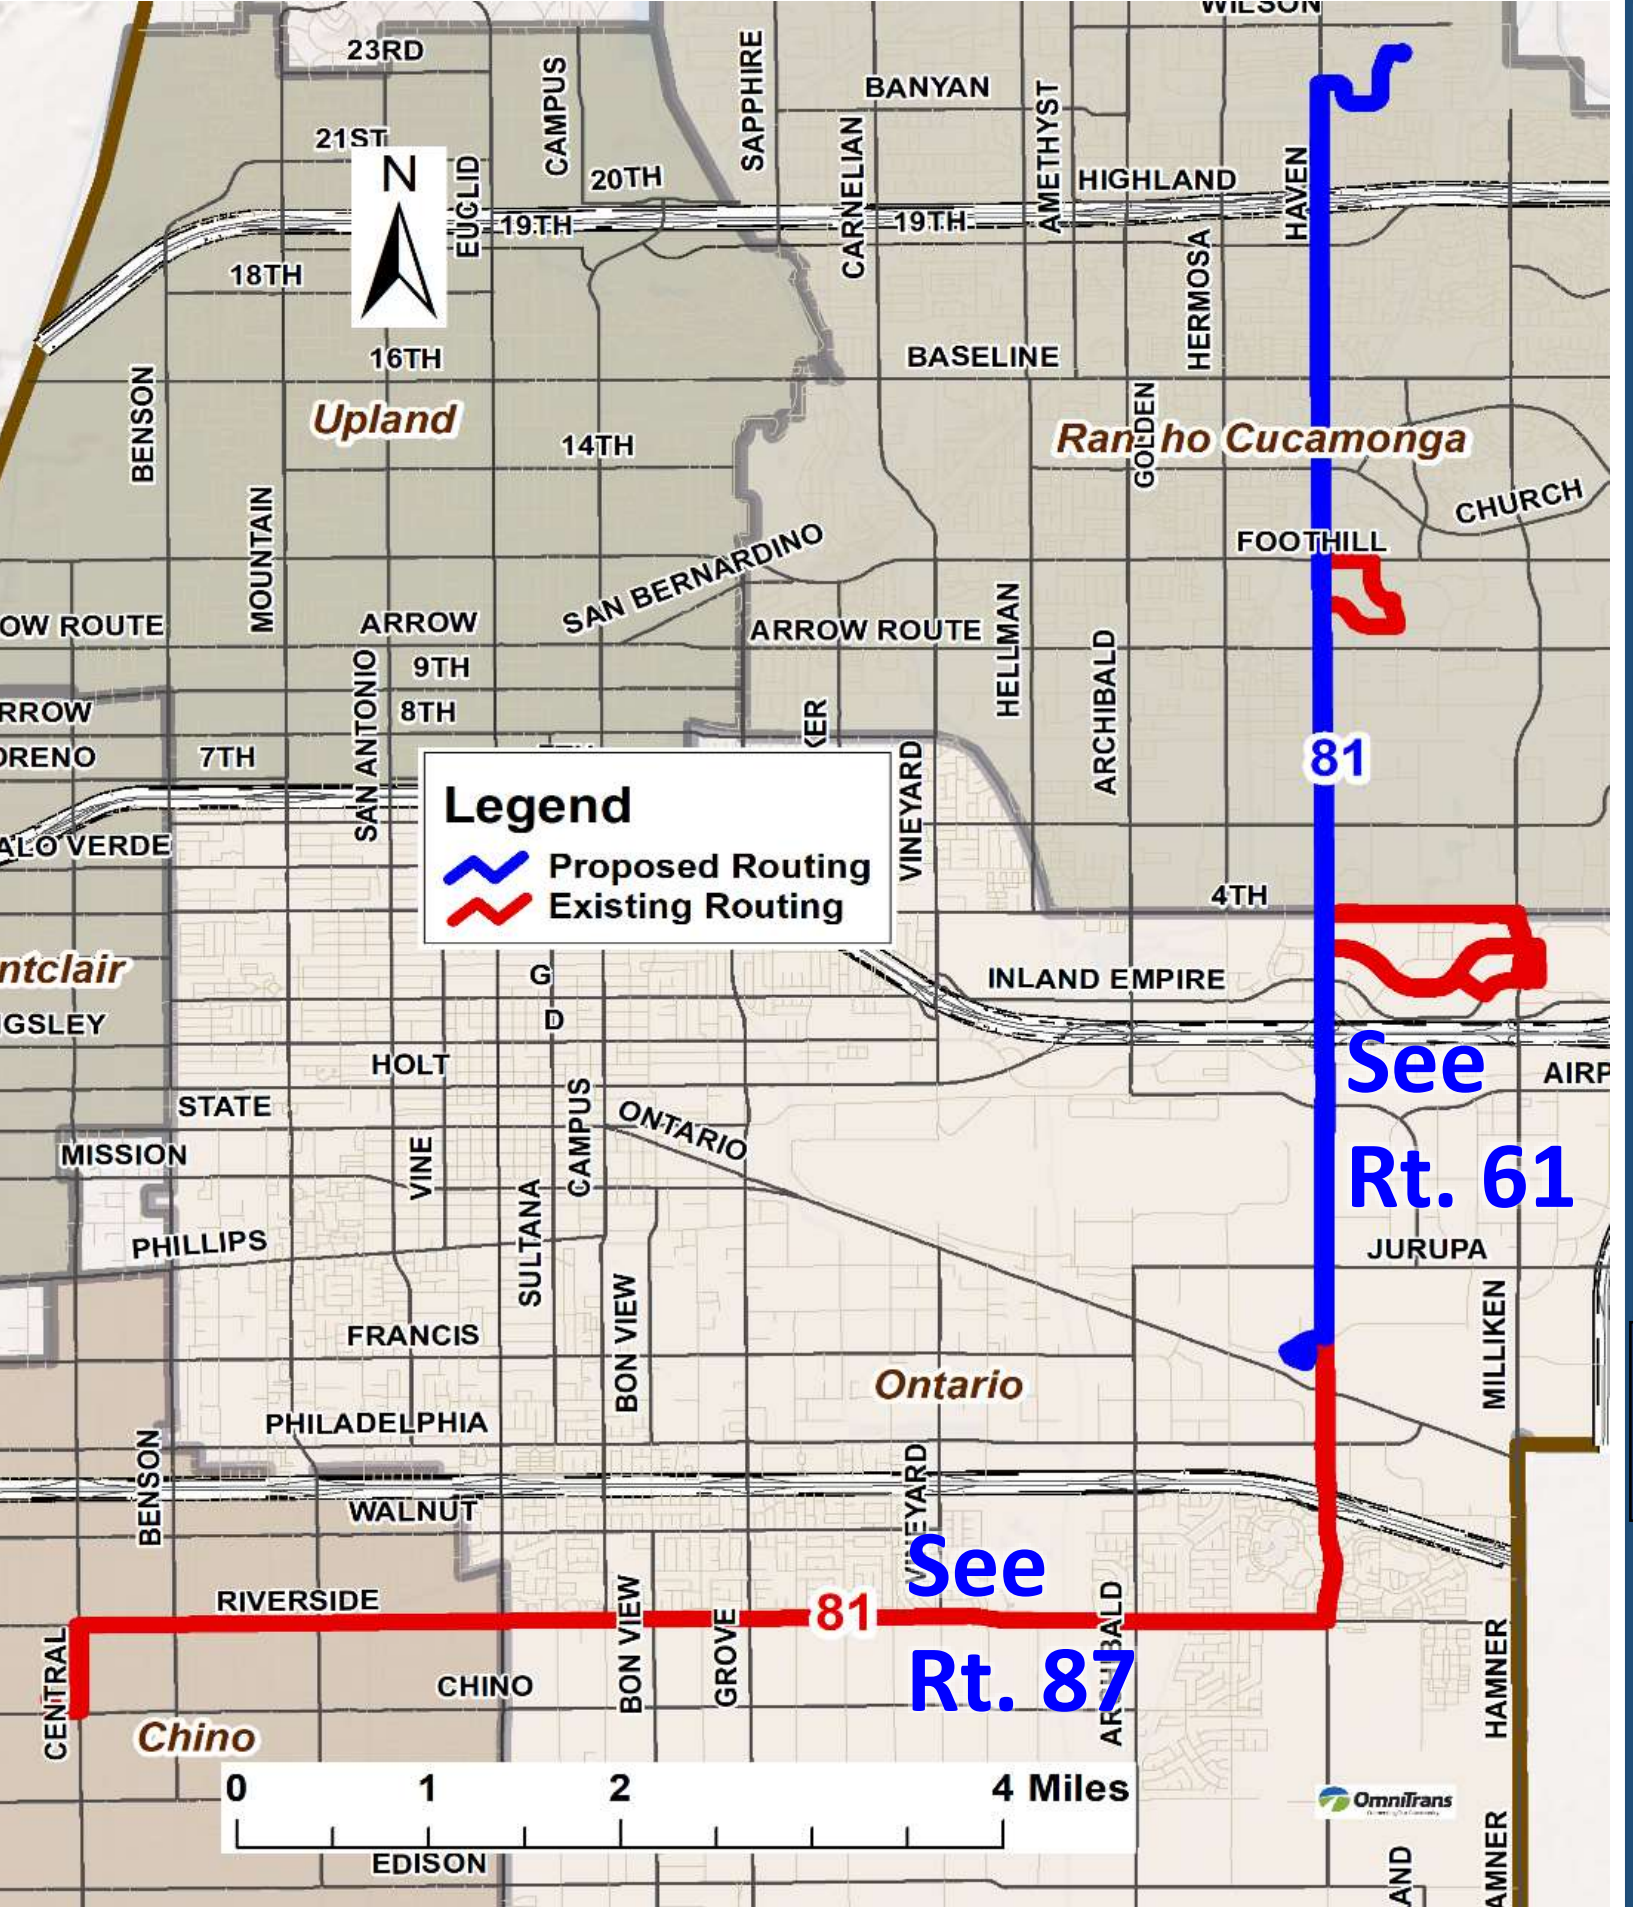 WILSON
23RD
CAMPUS
SAPPHIRE
BANYAN
AMETHYST
21ST
N
EUCLID
20TH
CARNELIAN
HIGHLAND
HAVEN
19TH
19TH
18TH
HERMOSA
16TH
BASELINE
BENSON
Upland
14TH
GOLDEN
Rancho Cucamonga
MOUNTAIN
CHURCH
SAN BERNARDINO
FOOTHILL
OW ROUTE
ARROW
ARROW ROUTE
HELLMAN
9TH
SAN ANTONIO
ARCHIBALD
RROW
8TH
KER
ORENO
7TH
81
VINEYARD
Legend
ALO VERDE
Proposed Routing
Existing Routing
4TH
ntclair
G
INLAND EMPIRE
GSLEY
D
HOLT
See
Rt. 61
AIRP
STATE
CAMPUS
ONTARIO
MISSION
VINE
SULTANA
PHILLIPS
JURUPA
BON VIEW
MILLIKEN
FRANCIS
Ontario
PHILADELPHIA
BENSON
VINEYARD
WALNUT
See
Rt. 87
RIVERSIDE
81
BON VIEW
GROVE
ARCHIBALD
CENTRAL
CHINO
HAMNER
Chino
0 1 2 4 Miles
OmniTrans
EDISON
AND
AMNER